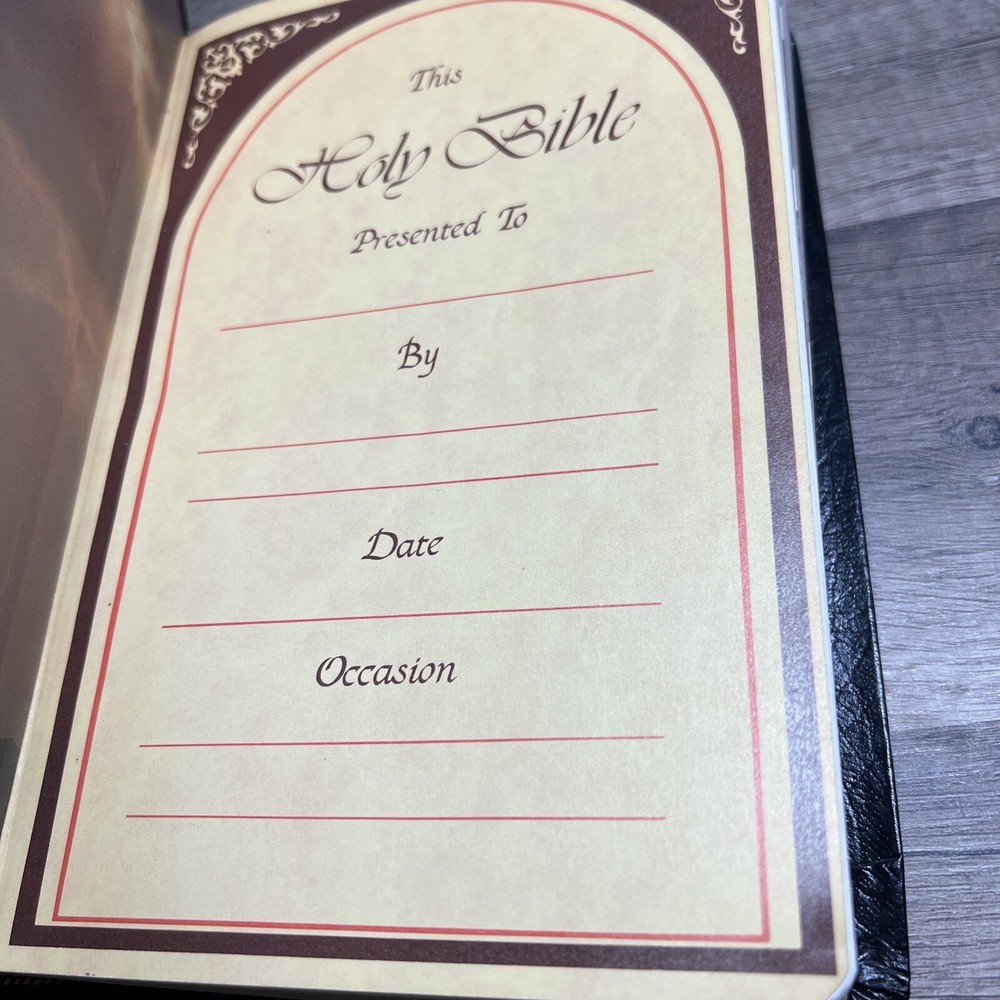 This
Holy Bible
Presented To
By
Date
Occasion